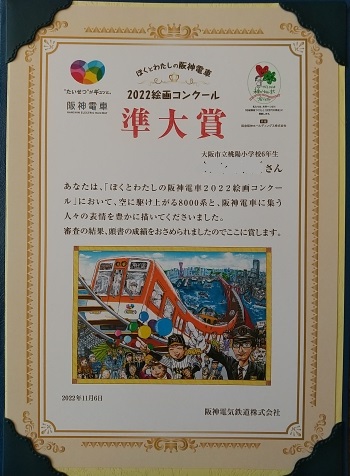 ぼくとわたしの阪神電車
"たいせつ"がギュッと。
阪神電車
HANSHIN ELECTRIC RAILWAY
2022絵画コンクール
準大賞
大阪市立桃陽小学校6年生
さん
あなたは、「ぼくとわたしの阪神電車2022絵画コンクー
ル」において、空に駆け上がる8000系と、阪神電車に集う
人々の表情を豊かに描いてくださいました。
審査の結果、頭書の成績をおさめられましたのでここに賞します。
2022年11月6日
阪神電気鉄道株式会社